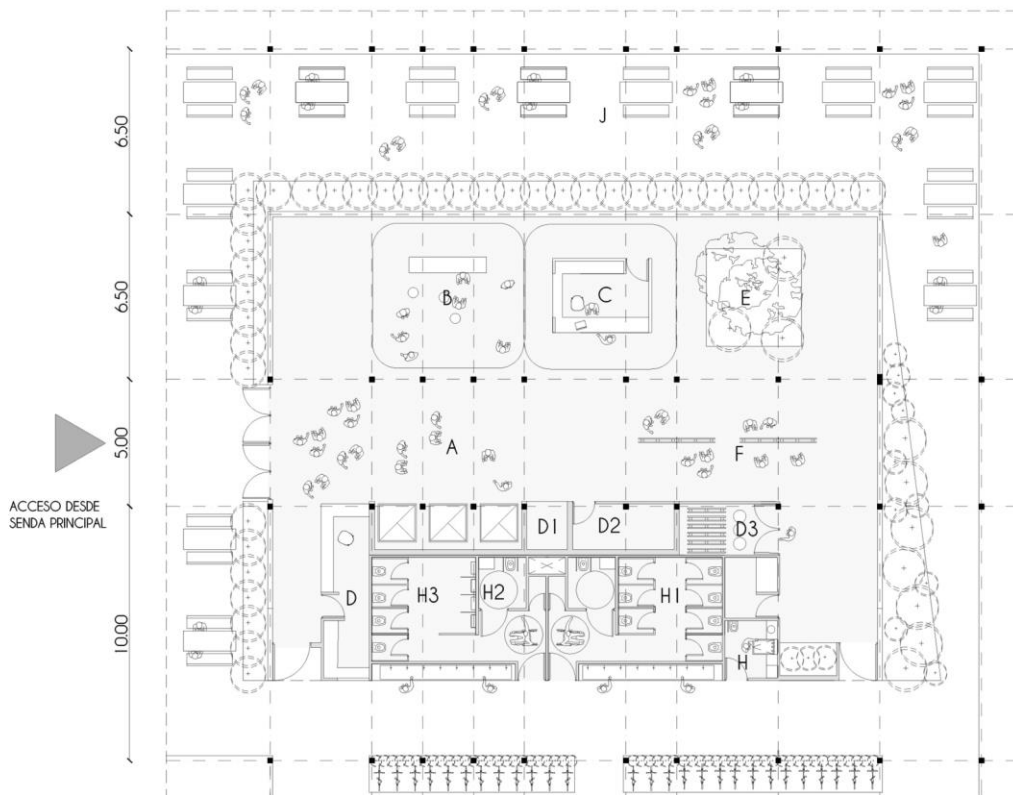 J
6.50
6.50
5.00
10.00
B
C
E
A
F
ACCESO DESDE
SENDA PRINCIPAL
D1
D2
D3
D
H3
H2
H1
H